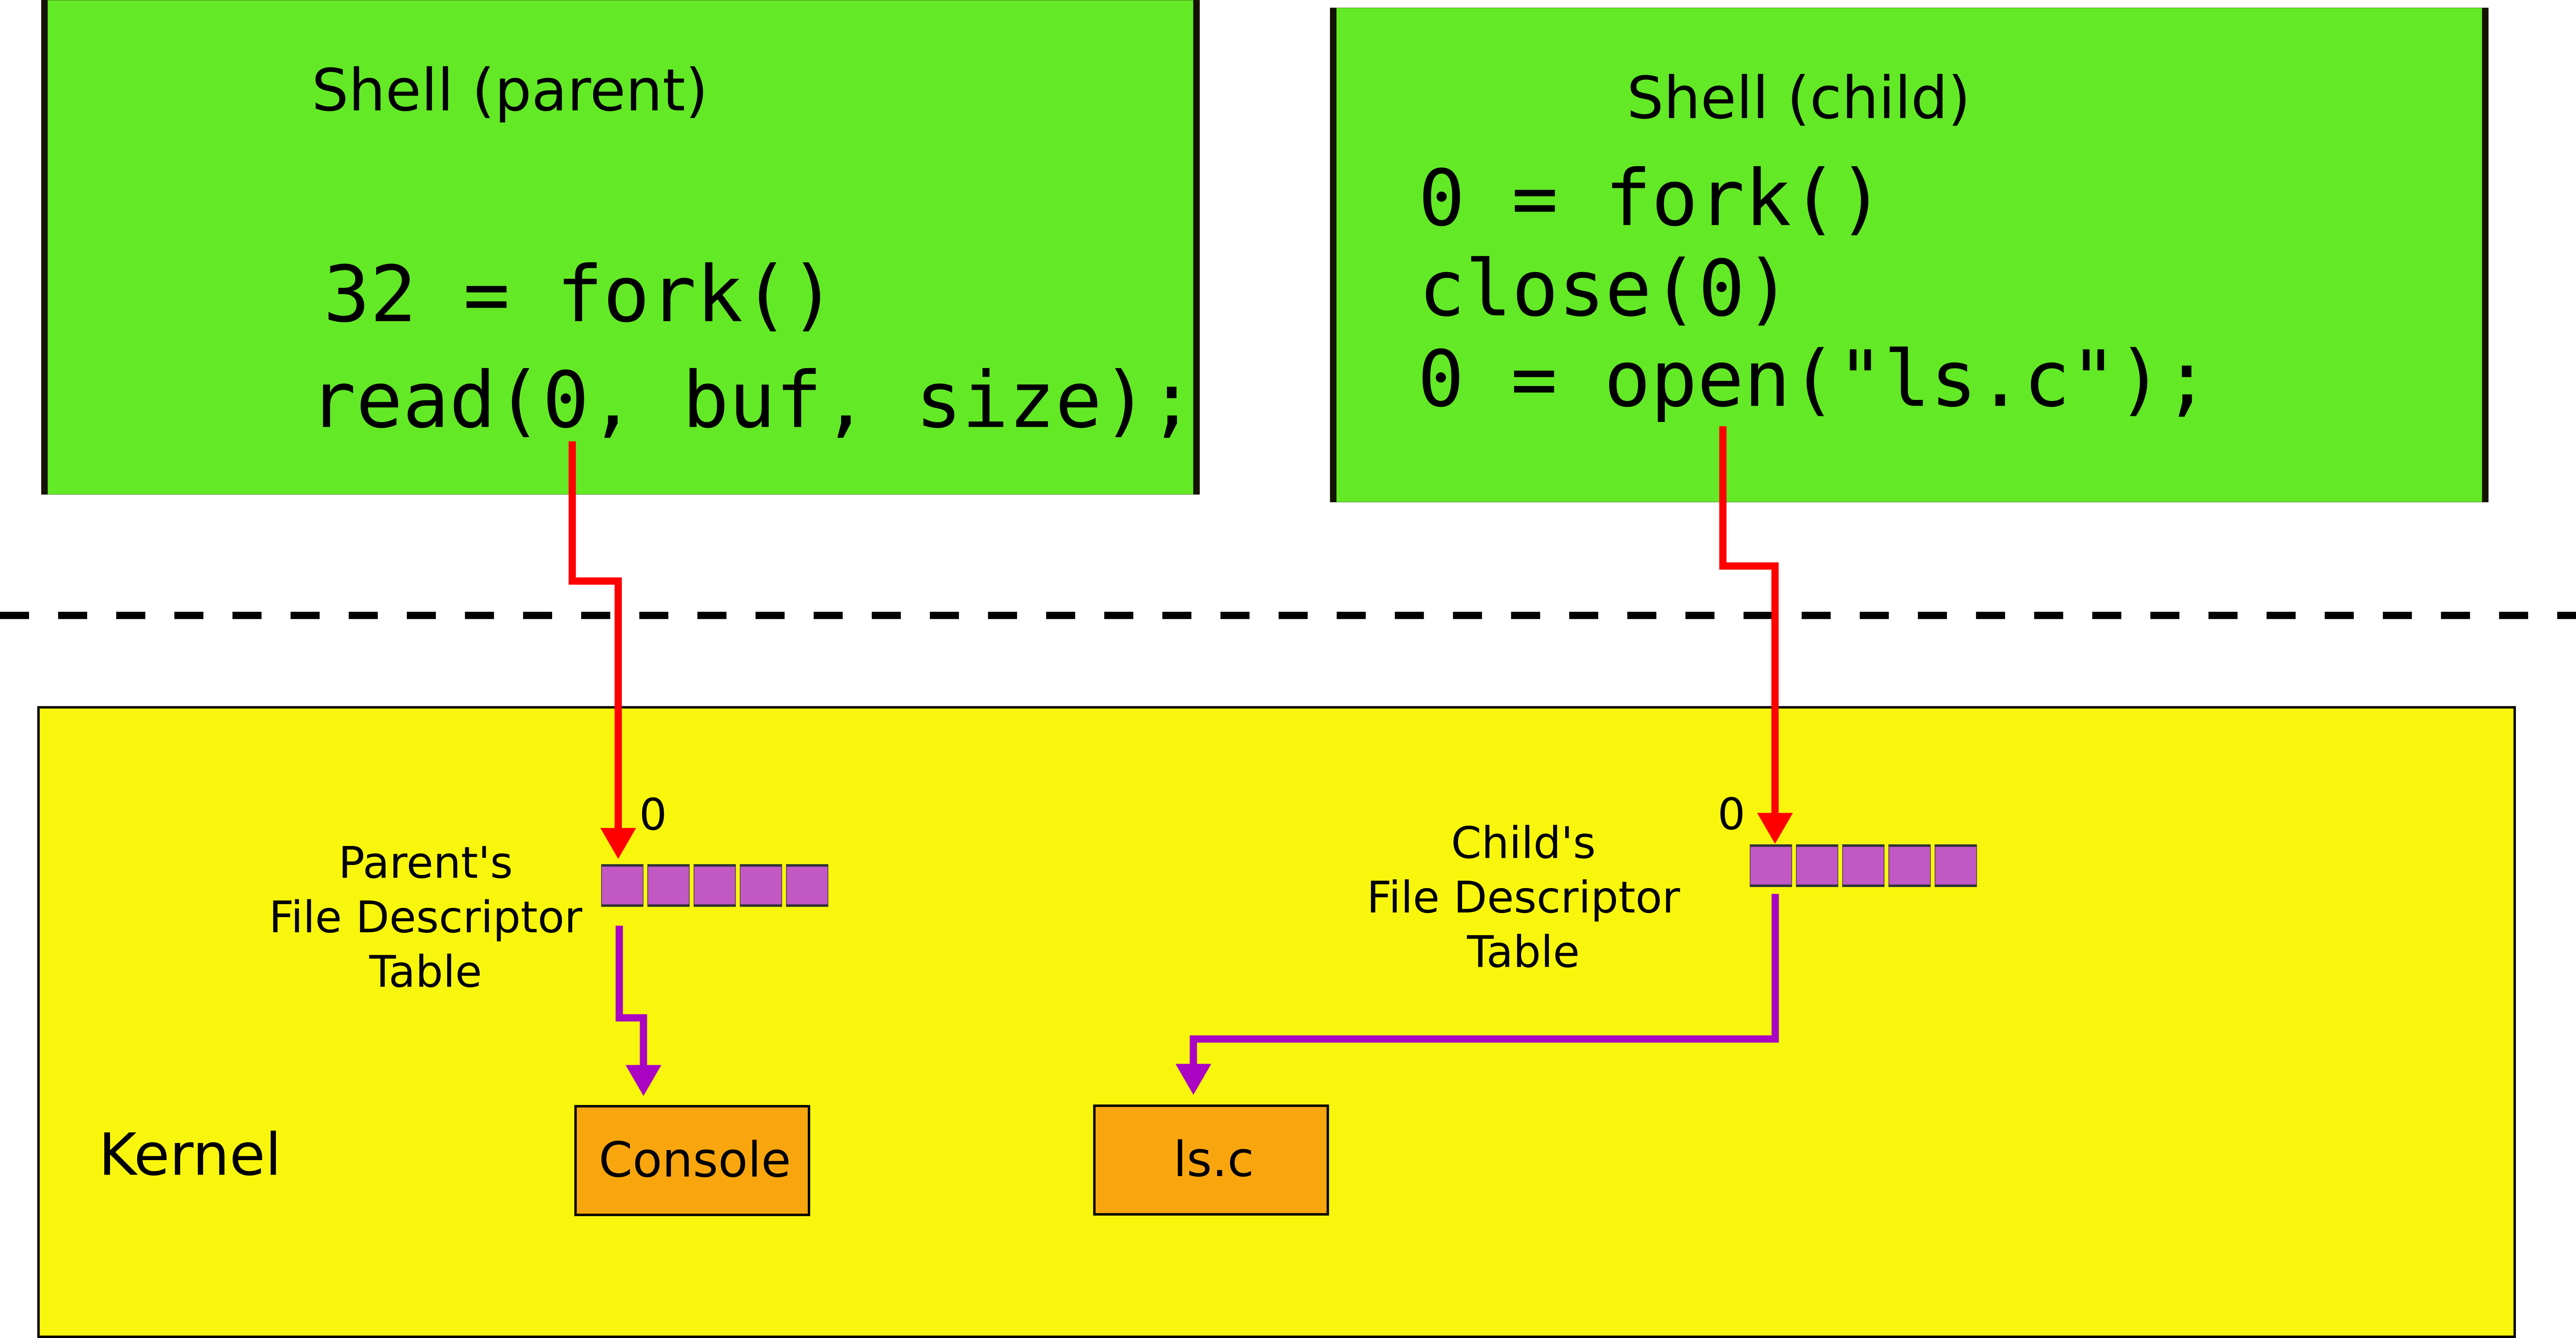 Shell (parent)
32 = fork()
read(0, buf, size);
Shell (child)
0 = fork()
close(0)
0 = open("ls.c");
0
Parent's
File Descriptor
Table
0
Child's
File Descriptor
Table
Kernel
Console
ls.c